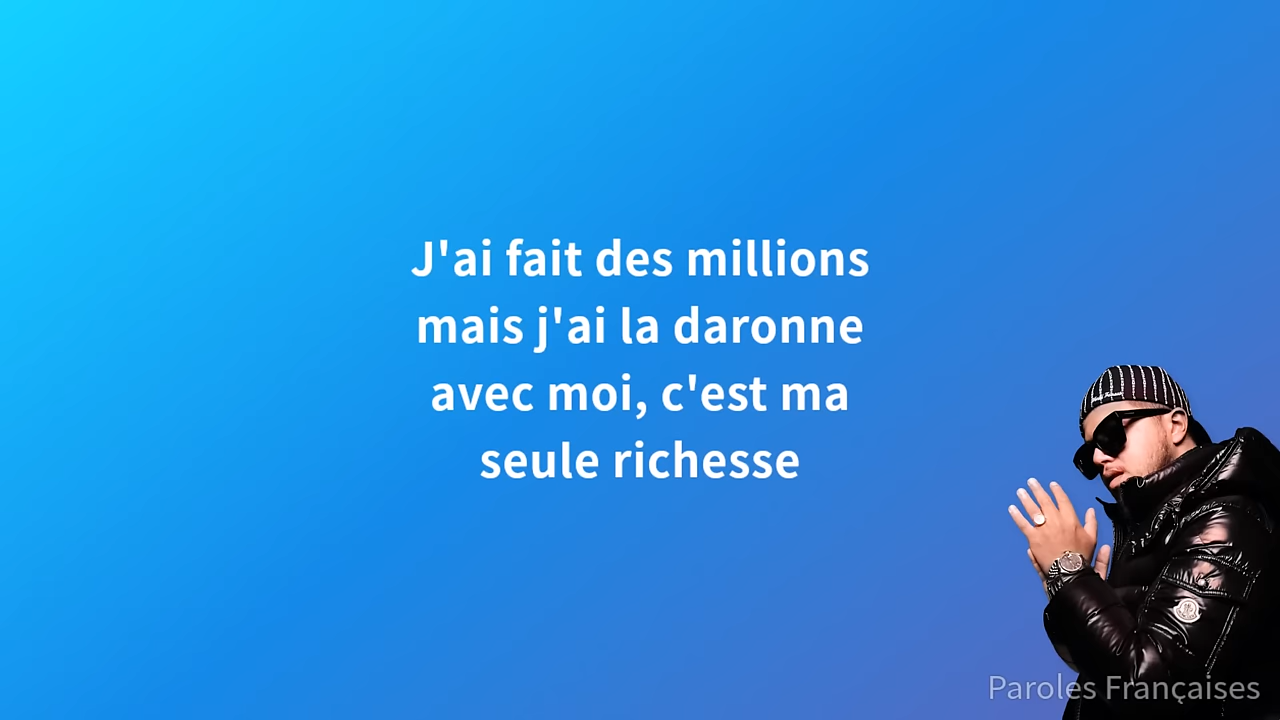 J'ai fait des millions
mais j'ai la daronne
avec moi, c'est ma
seule richesse
Paroles Françaises